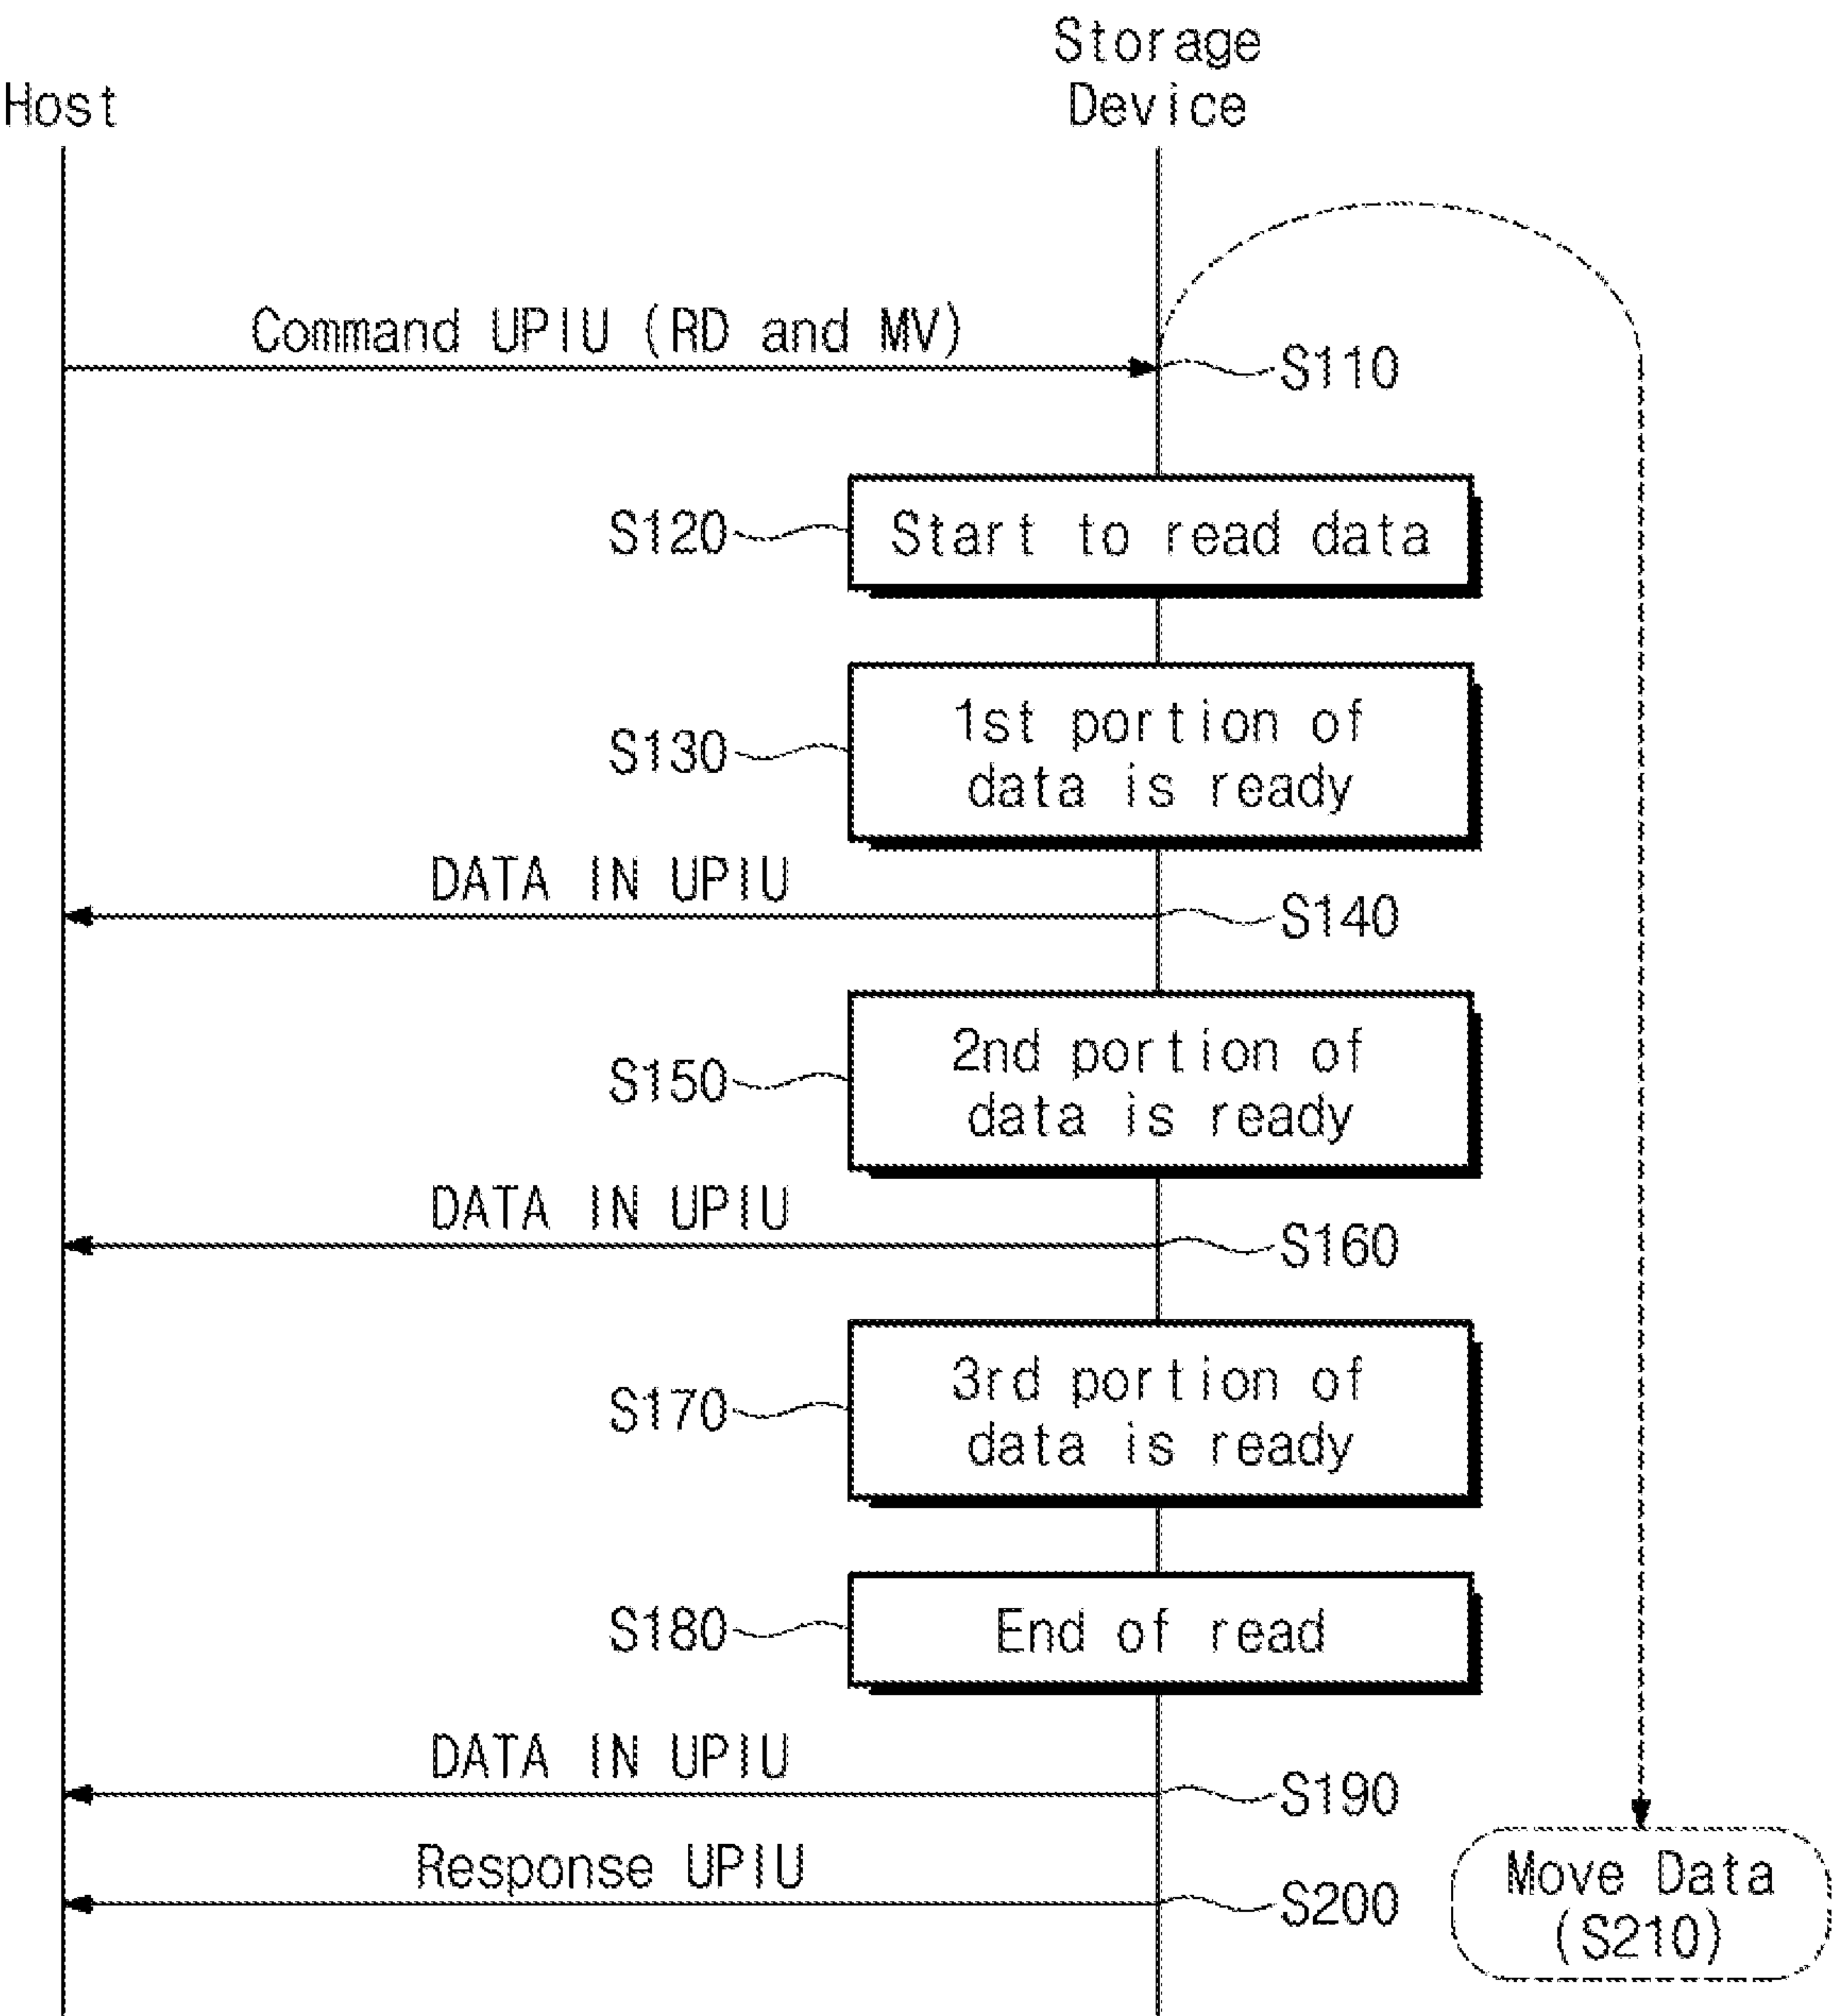 Host
Storage
Device
Command UPIU (RD and MV)
S110
S120
Start to read data
S130
1st portion of
data is ready
DATA IN UPIU
S140
S150
2nd portion of
data is ready
DATA IN UPIU
S160
S170
3rd portion of
data is ready
S180
End of read
DATA IN UPIU
S190
Response UPIU
S200
Move Data
(S210)